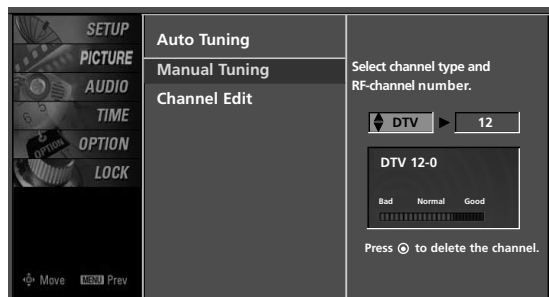 SETUP
PICTURE
AUDIO
TIME
OPTION
LOCK
Move MENU Prev
Auto Tuning
Manual Tuning
Channel Edit
Select channel type and
RF-channel number.
DTV 12
DTV 12-0
Bad Normal Good
Press to delete the channel.